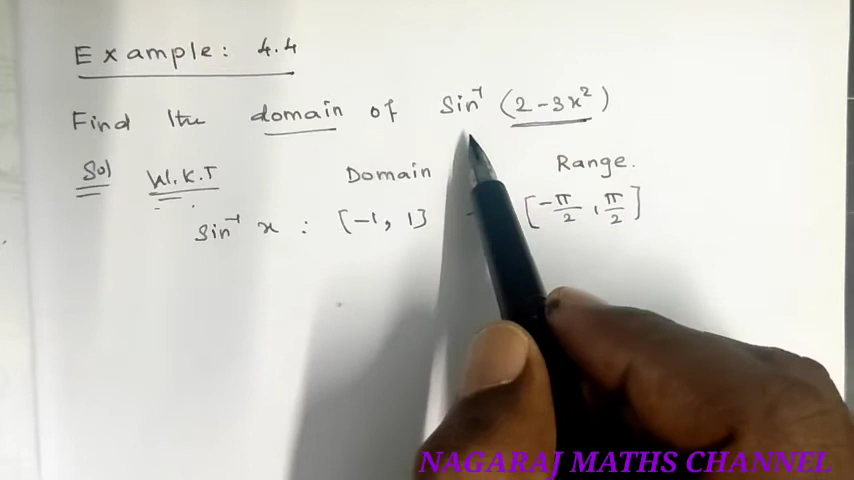 Example: 4.4
Find the domain of Sin⁻¹ (2-3x²)
Sol W.K.T Domain Range.
Sin⁻¹ x : [-1, 1] [-π/2, π/2]
NAGARAJ MATHS CHANNEL